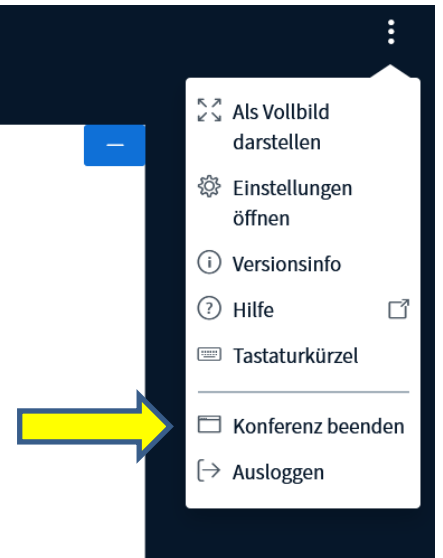 Als Vollbild
darstellen
Einstellungen
öffnen
Versionsinfo
Hilfe
Tastaturkürzel
Konferenz beenden
Ausloggen